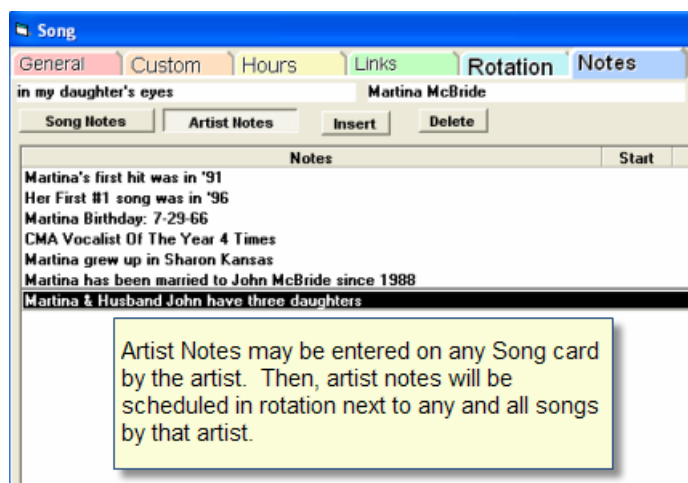 Song
General Custom Hours Links Rotation Notes
in my daughter's eyes Martina McBride
Song Notes Artist Notes Insert Delete
Notes Start
Martina's first hit was in '91
Her First #1 song was in '96
Martina Birthday: 7-29-66
CMA Vocalist Of The Year 4 Times
Martina grew up in Sharon Kansas
Martina has been married to John McBride since 1988
Martina & Husband John have three daughters
Artist Notes may be entered on any Song card
by the artist. Then, artist notes will be
scheduled in rotation next to any and all songs
by that artist.